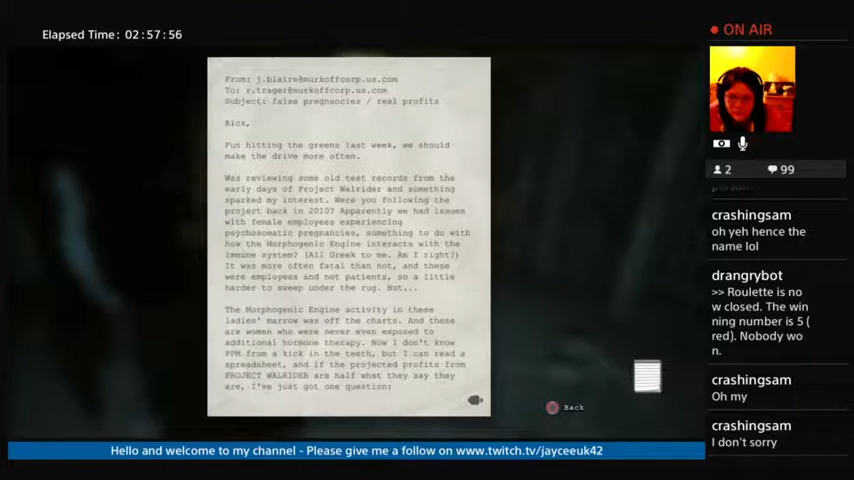 Elapsed Time: 02:57:56
ON AIR
From: j.blaire@murkoffcorp.us.com
To: r.trager@murkoffcorp.us.com
Subject: false pregnancies / real profits
Rick,
Fun hitting the greens last week, we should
make the drive more often.
Was reviewing some old test records from the
early days of Project Walrider and something
sparked my interest. Were you following the
project back in 2010? Apparently we had issues
with female employees experiencing
psychosomatic pregnancies, something to do with
how the Morphogenic Engine interacts with the
immune system? (All Greek to me. Am I right?)
It was more often fatal than not, and these
were employees and not patients, so a little
harder to sweep under the rug. But...
The Morphogenic Engine activity in these
ladies' marrow was off the charts. And these
are women who were never even exposed to
additional hormone therapy. Now I don't know
PPM from a kick in the teeth, but I can read a
spreadsheet, and if the projected profits from
PROJECT WALRIDER are half what they say they
are, I've just got one question:
Back
2
99
person
crashingsam
oh yeh hence the
name lol
drangrybot
>> Roulette is no
w closed. The win
ning number is 5 (
red). Nobody wo
n.
crashingsam
Oh my
crashingsam
I don't sorry
Hello and welcome to my channel - Please give me a follow on www.twitch.tv/jayceeuk42